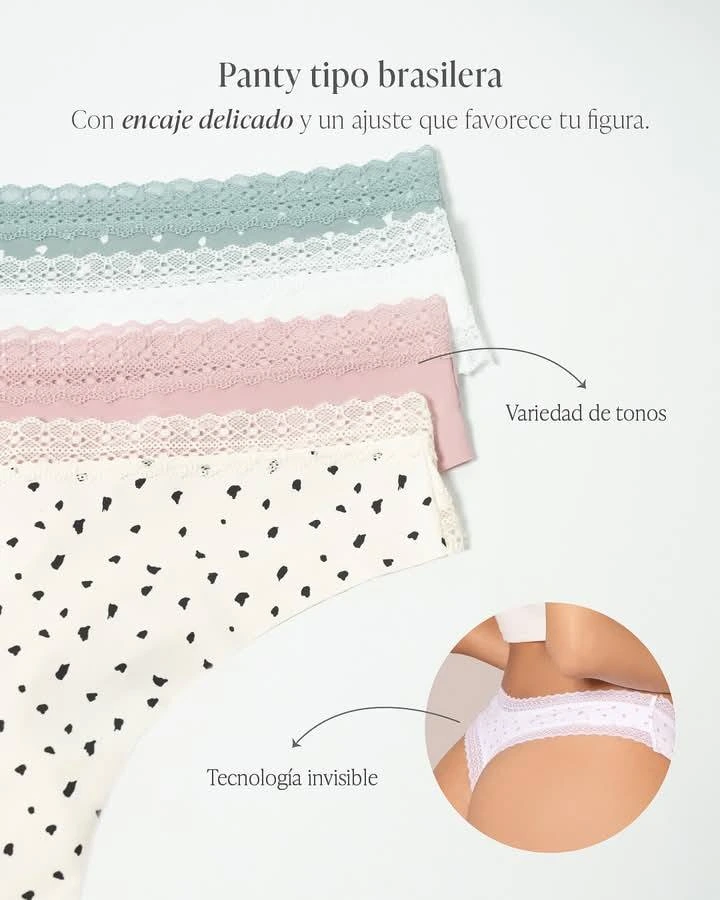 Panty tipo brasilera
Con encaje delicado y un ajuste que favorece tu figura.
Variedad de tonos
Tecnología invisible